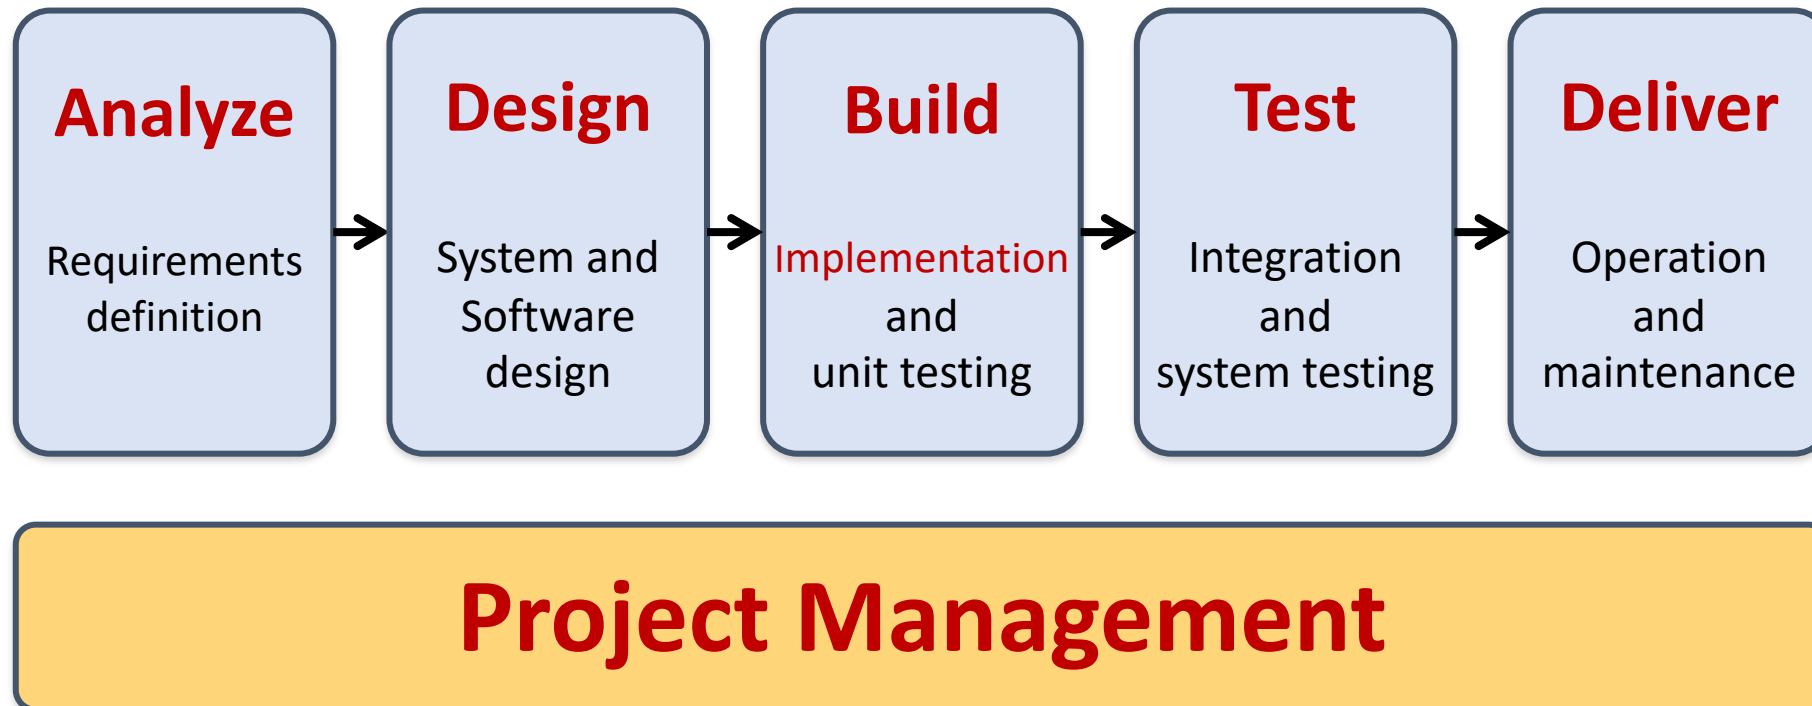 Analyze
Requirements
definition
Design
System and
Software
design
Build
Implementation
and
unit testing
Test
Integration
and
system testing
Deliver
Operation
and
maintenance
Project Management